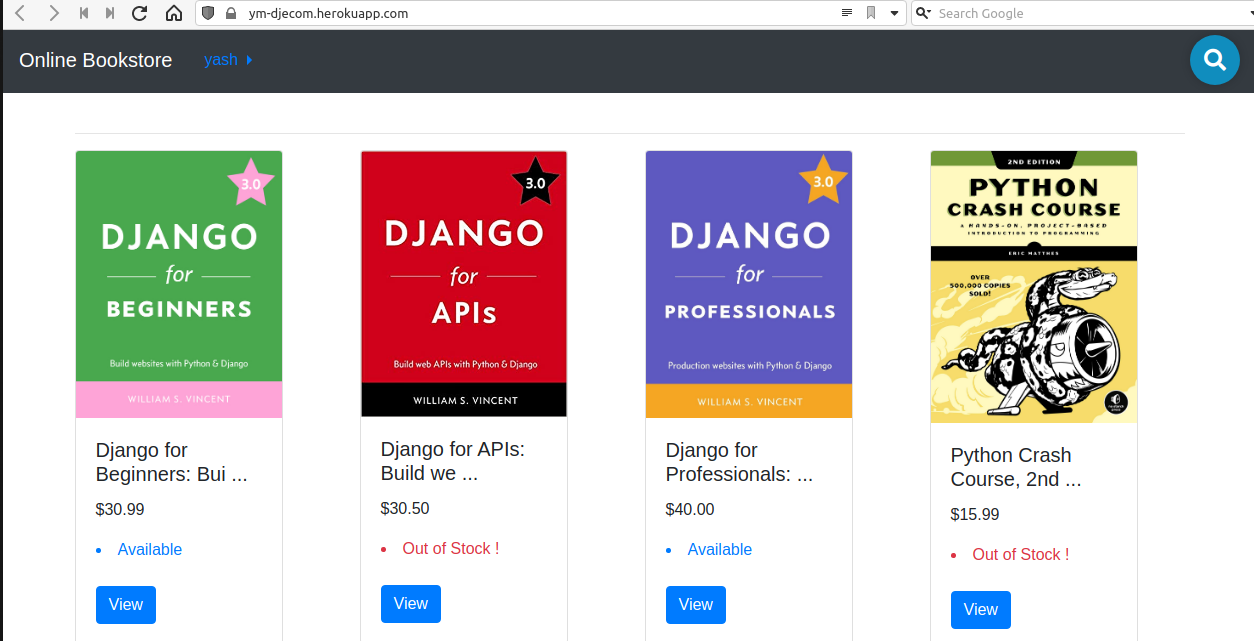 ym-djecom.herokuapp.com
Search Google
Online Bookstore
yash
3.0
DJANGO
for
BEGINNERS
Build websites with Python & Django
WILLIAM S. VINCENT
Django for
Beginners: Bui ...
$30.99
Available
View
3.0
DJANGO
for
APIs
Build web APIs with Python & Django
WILLIAM S. VINCENT
Django for APIs:
Build we ...
$30.50
Out of Stock !
View
3.0
DJANGO
for
PROFESSIONALS
Production websites with Python & Django
WILLIAM S. VINCENT
Django for
Professionals: ...
$40.00
Available
View
2ND EDITION
PYTHON
CRASH COURSE
A HANDS-ON, PROJECT-BASED
INTRODUCTION TO PROGRAMMING
ERIC MATTHES
OVER
500,000 COPIES
SOLD!
Python Crash
Course, 2nd ...
$15.99
Out of Stock !
View